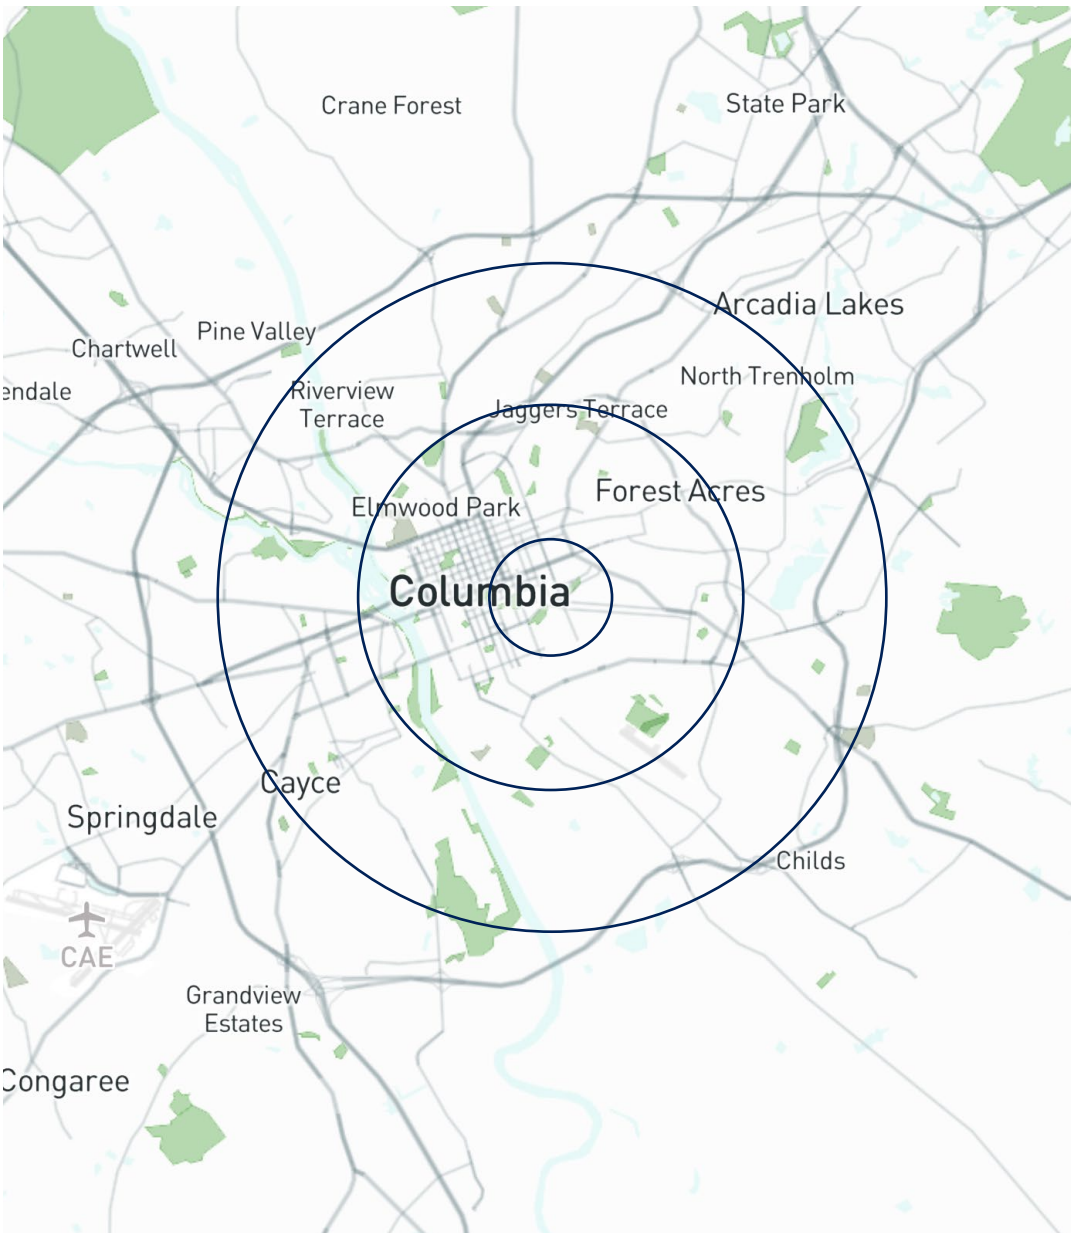 Crane Forest
State Park
Arcadia Lakes
Pine Valley
Chartwell
endale
North Trenholm
Riverview
Terrace
Jaggers Terrace
Forest Acres
Elmwood Park
Columbia
Cayce
Springdale
Childs
CAE
Grandview
Estates
Congaree